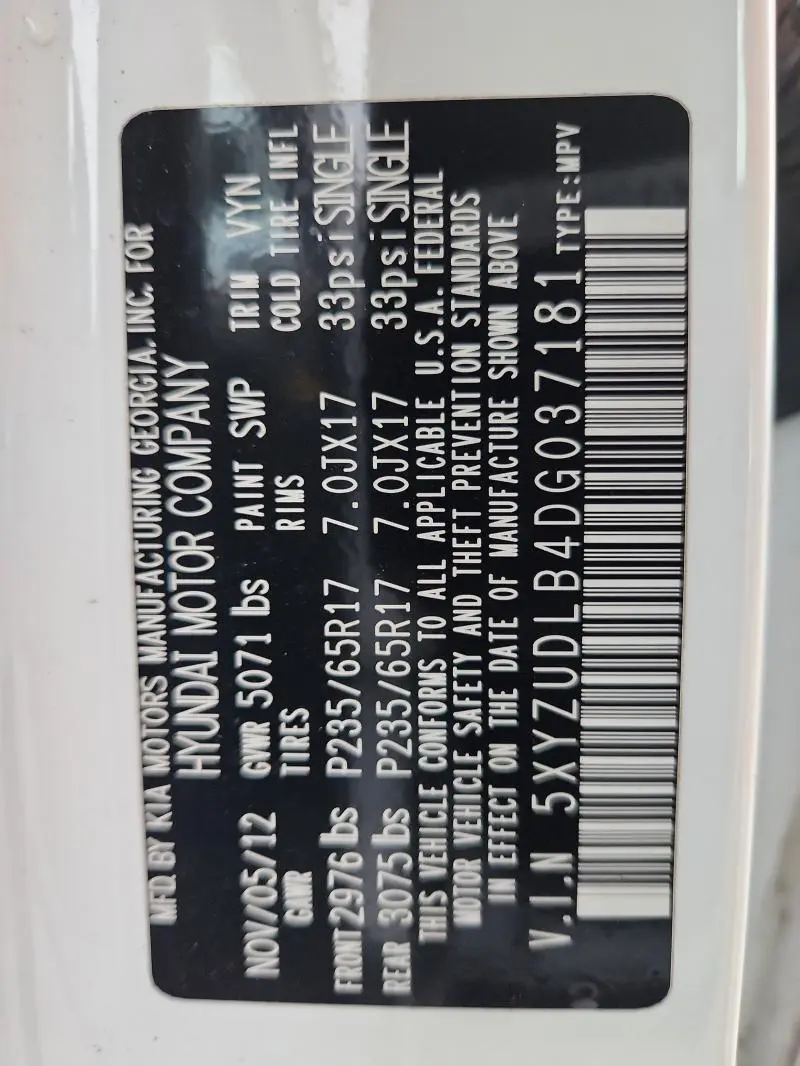 MFD. BY KIA MOTORS MANUFACTURING GEORGIA, INC. FOR
HYUNDAI MOTOR COMPANY
NOV/05/12 GVWR 5071 lbs PAINT SWP TRIM VYN
GAWR TIRES RIMS COLD TIRE INFL
FRONT 2976 lbs P235/65R17 7.0JX17 33psi SINGLE
REAR 3075 lbs P235/65R17 7.0JX17 33psi SINGLE
THIS VEHICLE CONFORMS TO ALL APPLICABLE U.S.A. FEDERAL
MOTOR VEHICLE SAFETY AND THEFT PREVENTION STANDARDS
IN EFFECT ON THE DATE OF MANUFACTURE SHOWN ABOVE
V.I.N 5XYZUDLB4DG037181 TYPE:MPV